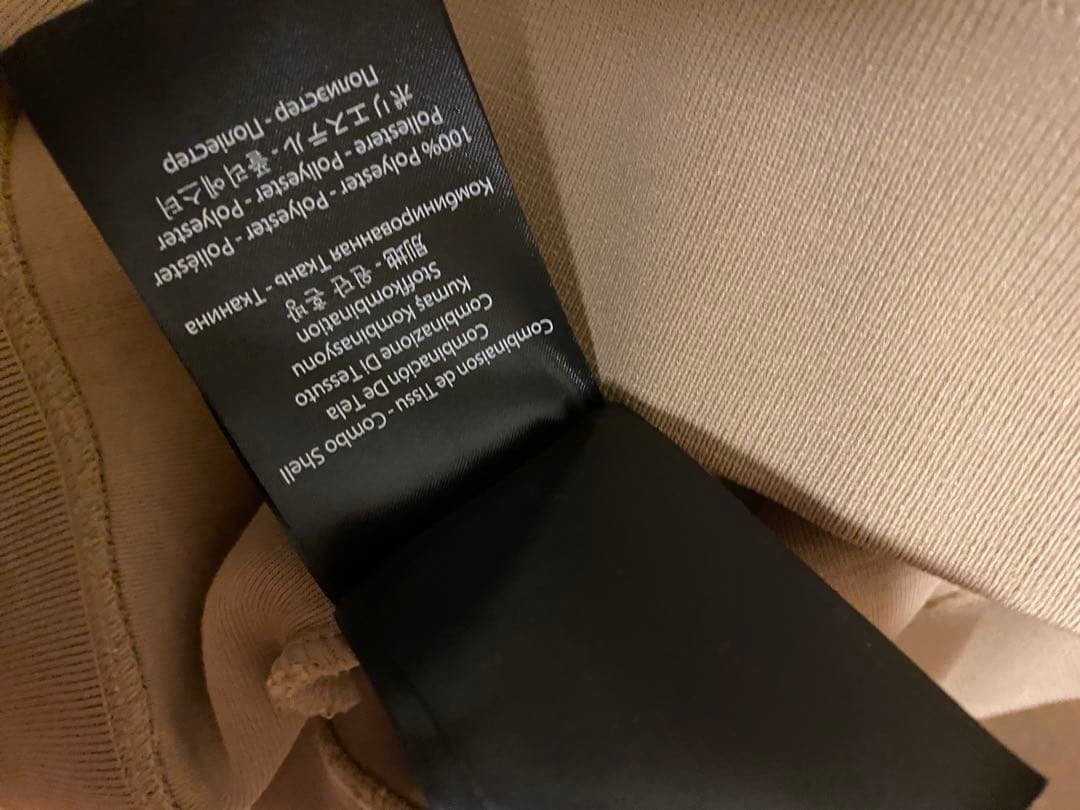 Combinaison de Tissu - Combo Shell
Combinación De Tela
Combinazione Di Tessuto
Kumaş Kombinasyonu
Stoffkombination
別地 - 원단 혼방
Комбинированная Ткань - Тканина
100% Polyester - Polyester - Poliéster
Poliestere - Polyester - Polyester
ポリエステル - 폴리에스터
Полиэстер - Поліестер